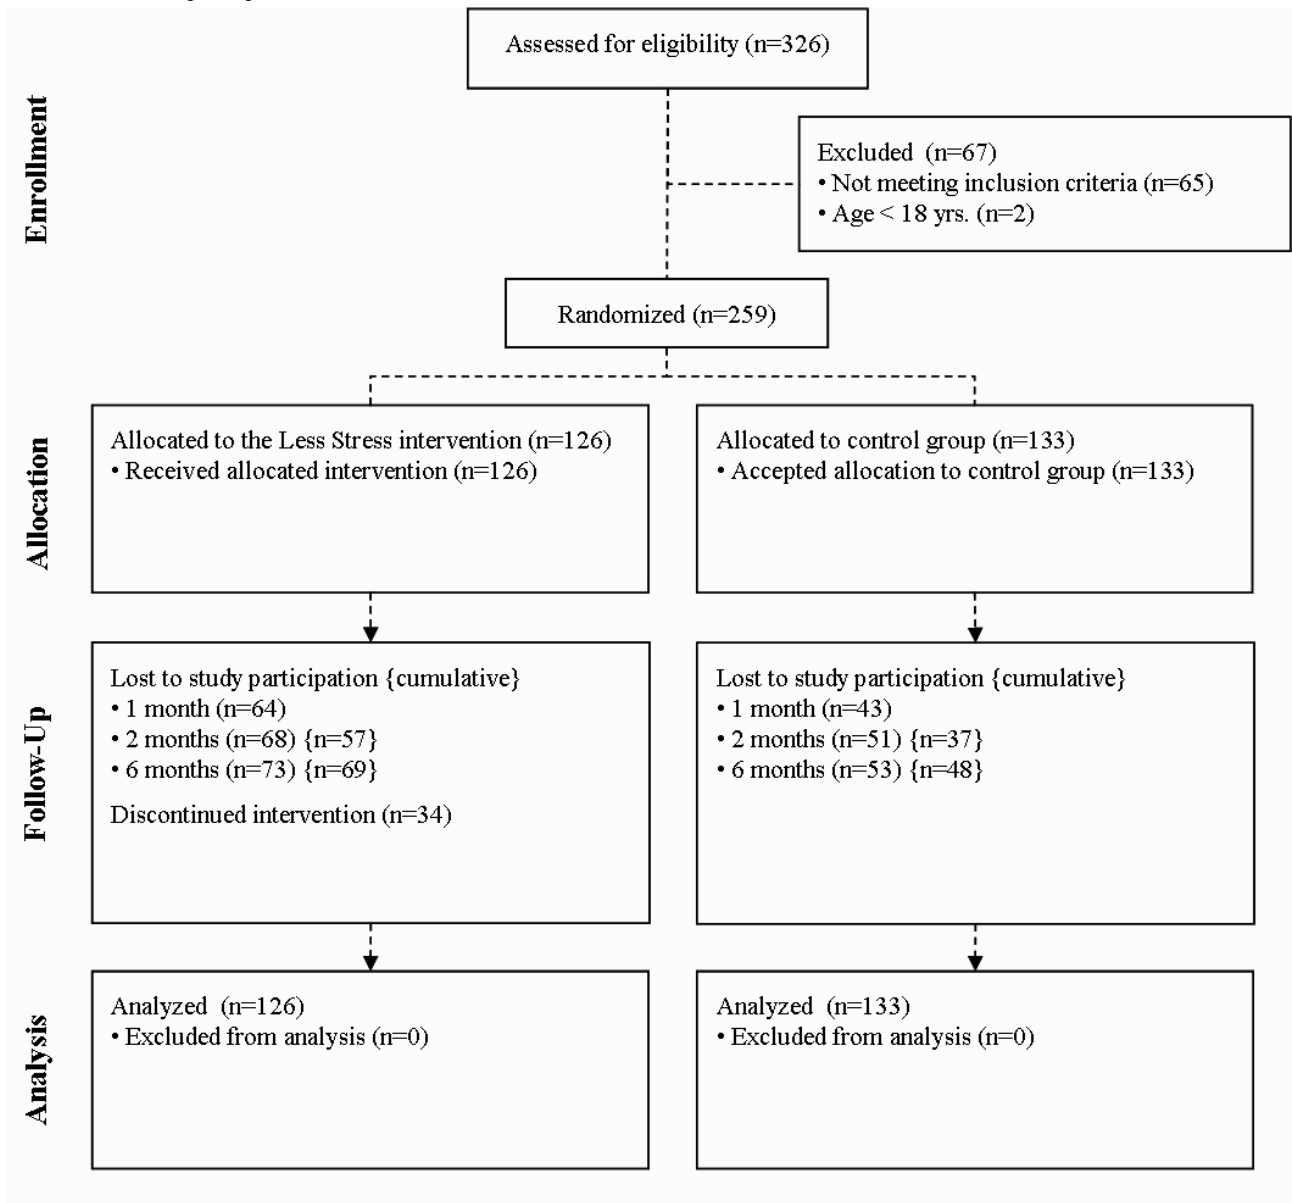 Assessed for eligibility (n=326)
Enrollment
Excluded (n=67)
• Not meeting inclusion criteria (n=65)
• Age < 18 yrs. (n=2)
Randomized (n=259)
Allocation
Allocated to the Less Stress intervention (n=126)
• Received allocated intervention (n=126)
Allocated to control group (n=133)
• Accepted allocation to control group (n=133)
Follow-Up
Lost to study participation {cumulative}
• 1 month (n=64)
• 2 months (n=68) {n=57}
• 6 months (n=73) {n=69}
Discontinued intervention (n=34)
Lost to study participation {cumulative}
• 1 month (n=43)
• 2 months (n=51) {n=37}
• 6 months (n=53) {n=48}
Analysis
Analyzed (n=126)
• Excluded from analysis (n=0)
Analyzed (n=133)
• Excluded from analysis (n=0)